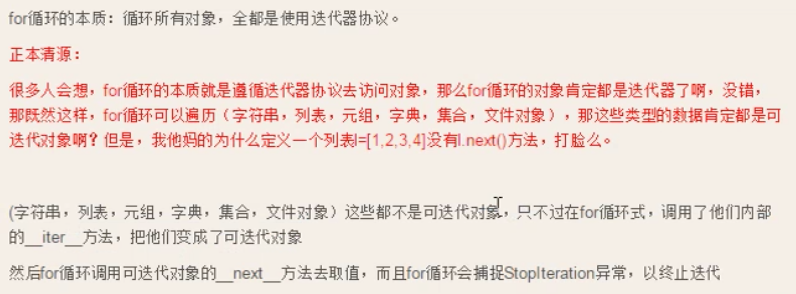 for循环的本质：循环所有对象，全都是使用迭代器协议。
正本清源：
很多人会想，for循环的本质就是遵循迭代器协议去访问对象，那么for循环的对象肯定都是迭代器了啊，没错，
那既然这样，for循环可以遍历（字符串，列表，元组，字典，集合，文件对象），那这些类型的数据肯定都是可
迭代对象啊？但是，我他妈的为什么定义一个列表l=[1,2,3,4]没有l.next()方法，打脸么。
(字符串，列表，元组，字典，集合，文件对象）这些都不是可迭代对象，只不过在for循环式，调用了他们内部
的__iter__方法，把他们变成了可迭代对象
然后for循环调用可迭代对象的__next__方法去取值，而且for循环会捕捉StopIteration异常，以终止迭代